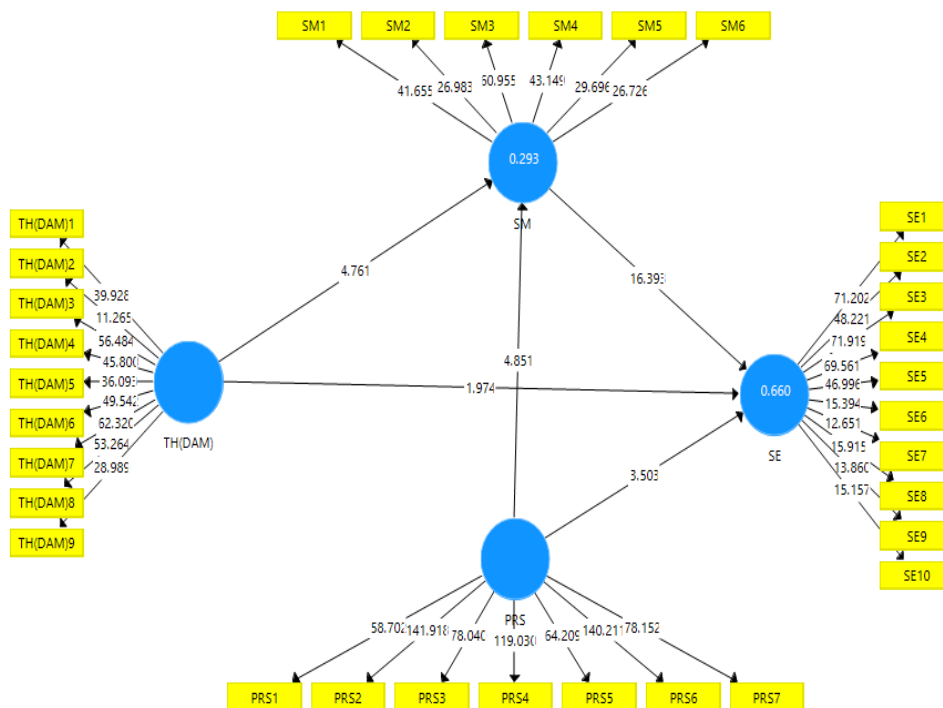 SM1 SM2 SM3 SM4 SM5 SM6
41.655 26.983 60.955 43.149 29.696 26.726
0.293
SM
TH(DAM)1
TH(DAM)2
TH(DAM)3
TH(DAM)4
TH(DAM)5
TH(DAM)6
TH(DAM)7
TH(DAM)8
TH(DAM)9
39.928
11.265
56.484
45.800
36.093
49.542
62.320
53.264
28.989
TH(DAM)
4.761
16.393
4.851
1.974
3.503
0.660
SE
71.202
48.221
71.919
69.561
46.996
15.394
12.651
15.915
13.860
15.157
SE1
SE2
SE3
SE4
SE5
SE6
SE7
SE8
SE9
SE10
PRS
58.702 141.918 78.040 119.030 64.209 140.211 78.152
PRS1 PRS2 PRS3 PRS4 PRS5 PRS6 PRS7